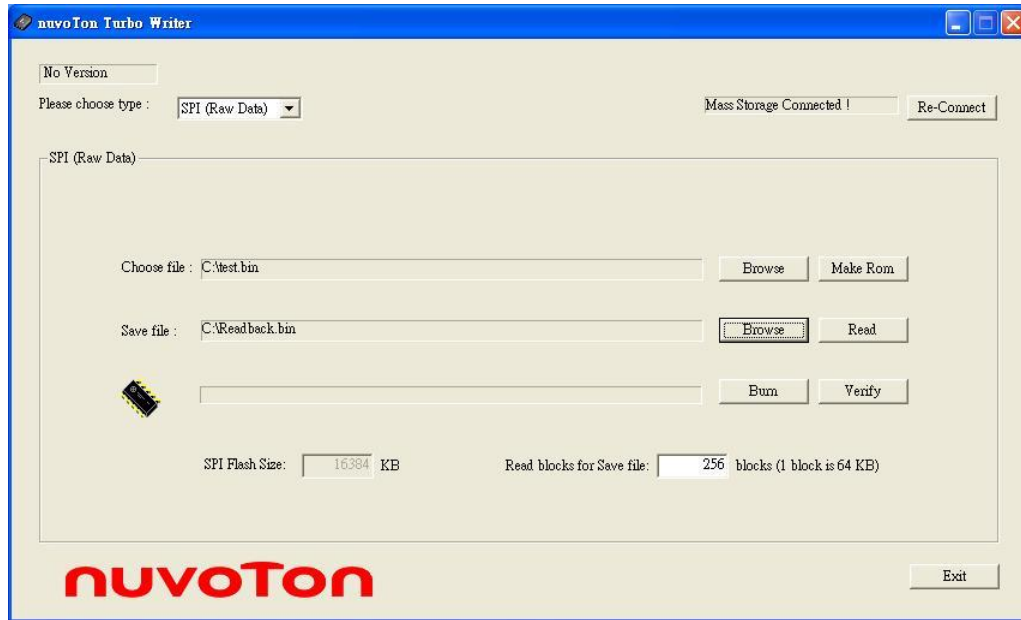 nuvoTon Turbo Writer
No Version
Please choose type : SPI (Raw Data) Mass Storage Connected ! Re-Connect
SPI (Raw Data)
Choose file : C:\test.bin Browse Make Rom
Save file : C:\Readback.bin Browse Read
Burn Verify
SPI Flash Size: 16384 KB Read blocks for Save file: 256 blocks (1 block is 64 KB)
nuvoTon Exit